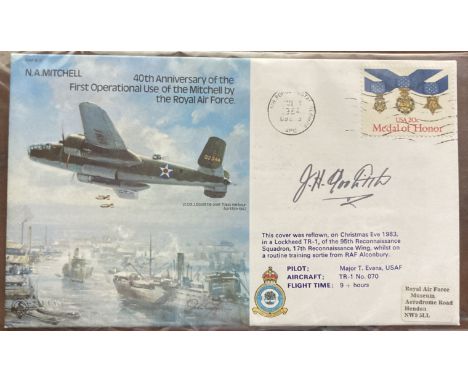 N.A.MITCHELL
40th Anniversary of the
First Operational Use of the Mitchell by
the Royal Air Force.
USA 20c
Medal of Honor
This cover was reflown, on Christmas Eve 1983,
in a Lockheed TR-1, of the 95th Reconnaissance
Squadron, 17th Reconnaissance Wing, whilst on
a routine training sortie from RAF Alconbury.
PILOT: Major T. Evans, USAF
AIRCRAFT: TR-1 No. 070
FLIGHT TIME: 9 + hours
Royal Air Force
Museum
Aerodrome Road
Hendon
NW9 5LL